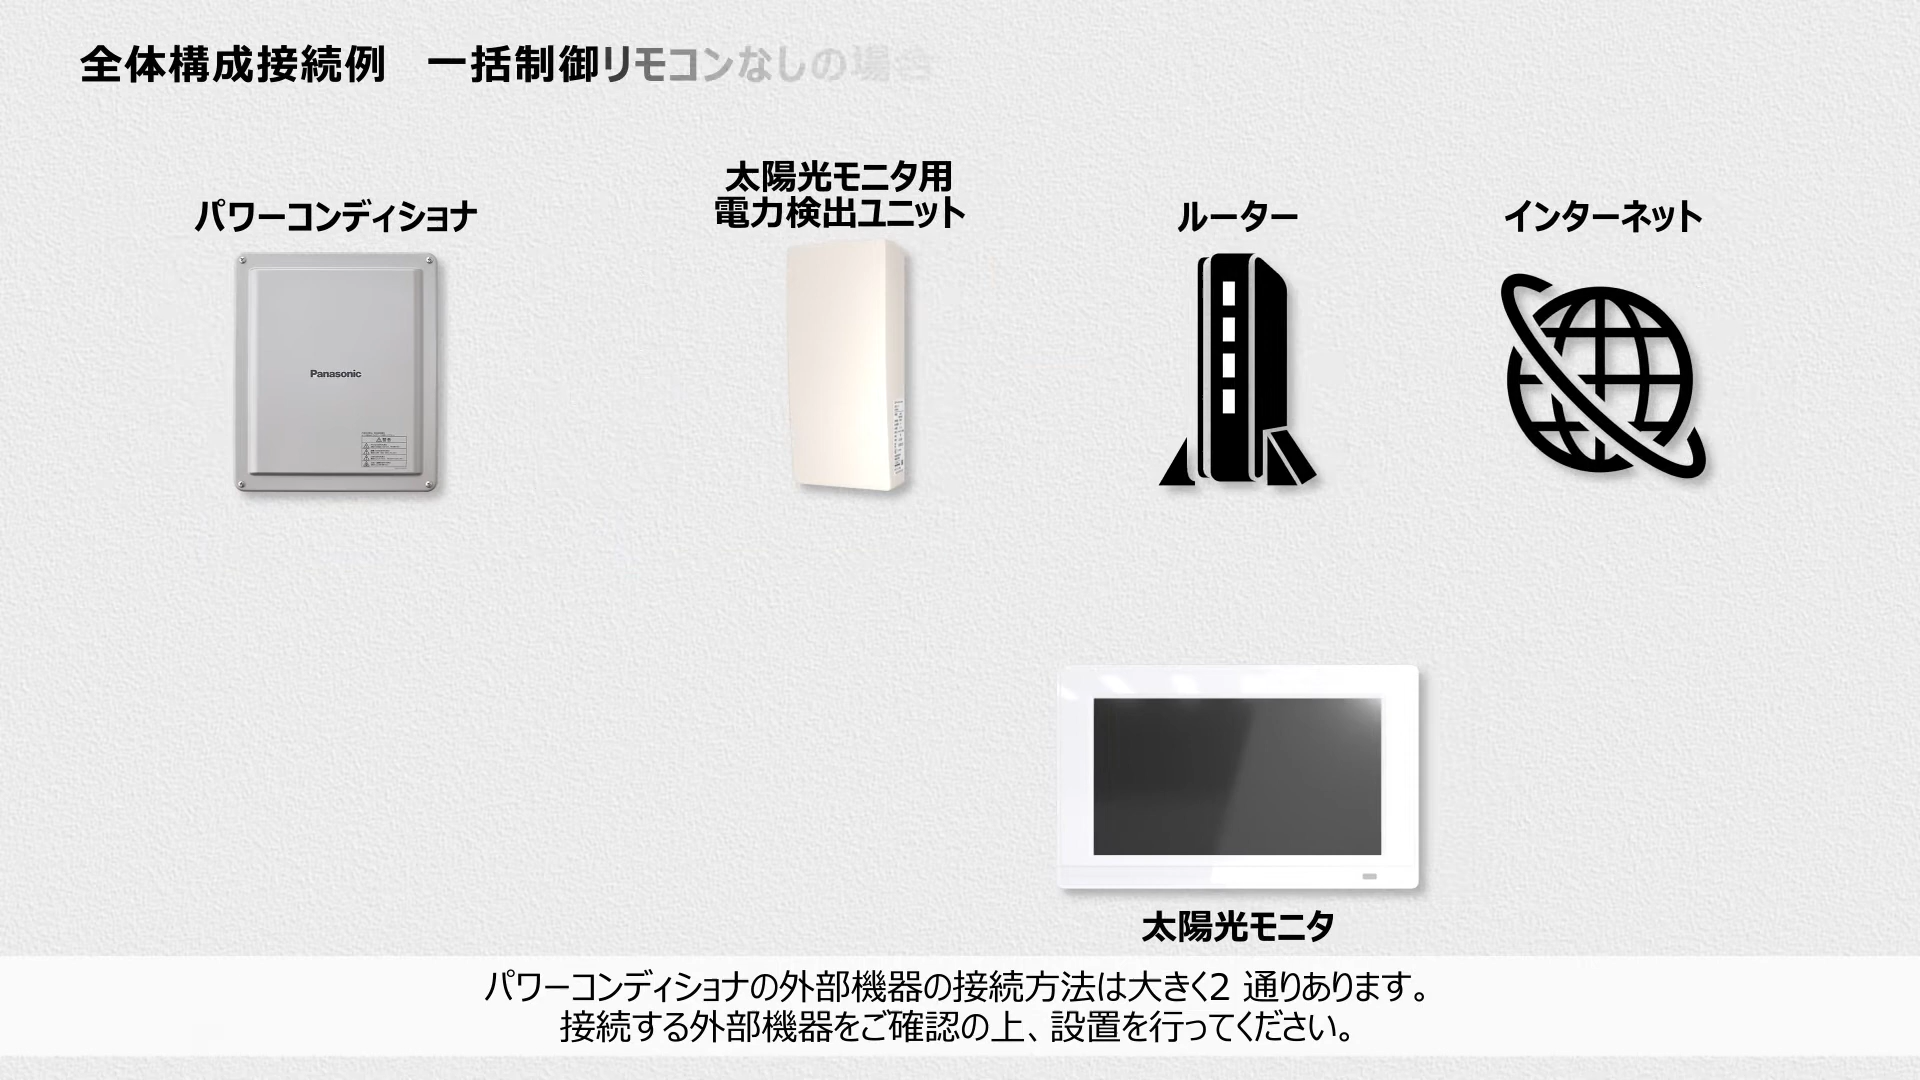 全体構成接続例　一括制御リモコンなしの場合
パワーコンディショナ
太陽光モニタ用
電力検出ユニット
ルーター
インターネット
Panasonic
太陽光モニタ
パワーコンディショナの外部機器の接続方法は大きく2 通りあります。
接続する外部機器をご確認の上、設置を行ってください。